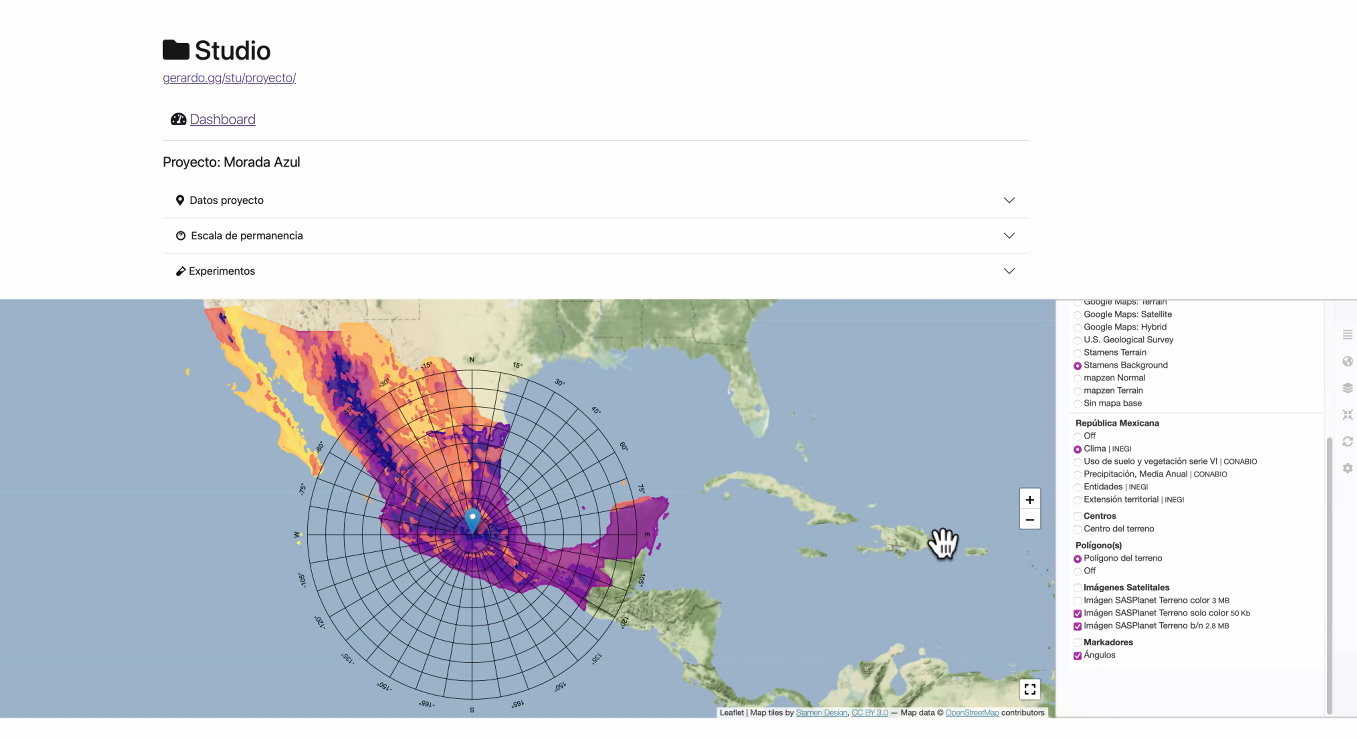 Studio
gerardo.gg/stu/proyecto/
Dashboard
Proyecto: Morada Azul
Datos proyecto
Escala de permanencia
Experimentos
Google Maps: Terrain
Google Maps: Satellite
Google Maps: Hybrid
U.S. Geological Survey
Stamens Terrain
Stamens Background
mapzen Normal
mapzen Terrain
Sin mapa base
República Mexicana
Off
Clima | INEGI
Uso de suelo y vegetación serie VI | CONABIO
Precipitación, Media Anual | CONABIO
Entidades | INEGI
Extensión territorial | INEGI
Centros
Centro del terreno
Polígono(s)
Polígono del terreno
Off
Imágenes Satelitales
Imágen SASPlanet Terreno color 3 MB
Imágen SASPlanet Terreno solo color 50 Kb
Imágen SASPlanet Terreno b/n 2.8 MB
Markadores
Ángulos
N
15°
30°
45°
60°
75°
E
105°
120°
135°
150°
165°
S
-165°
-150°
-135°
-120°
-105°
W
-75°
-60°
-30°
-15°
+
−
Leaflet | Map tiles by Stamen Design, CC BY 3.0 — Map data © OpenStreetMap contributors